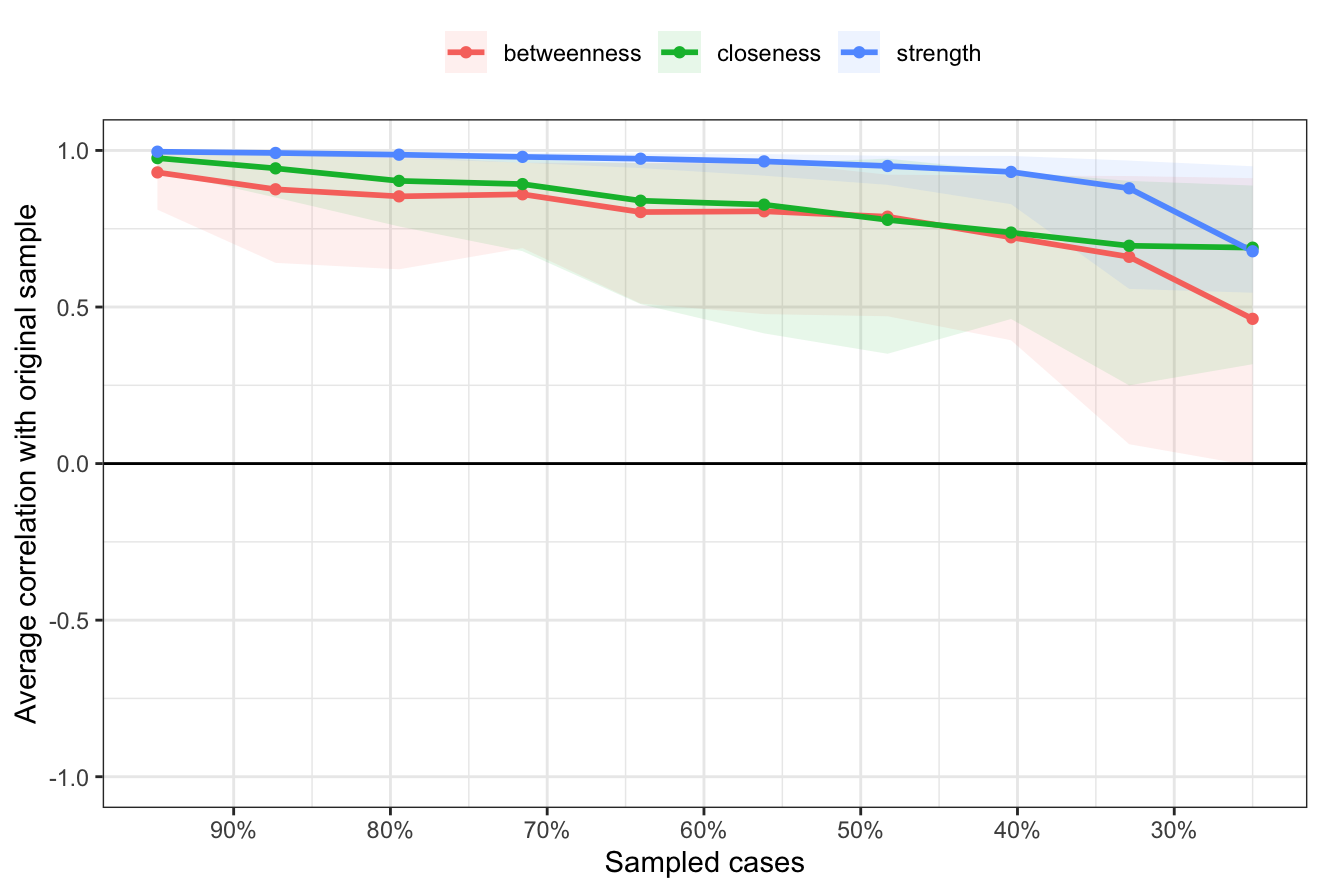 betweenness closeness strength
Average correlation with original sample
1.0
0.5
0.0
-0.5
-1.0
90% 80% 70% 60% 50% 40% 30%
Sampled cases